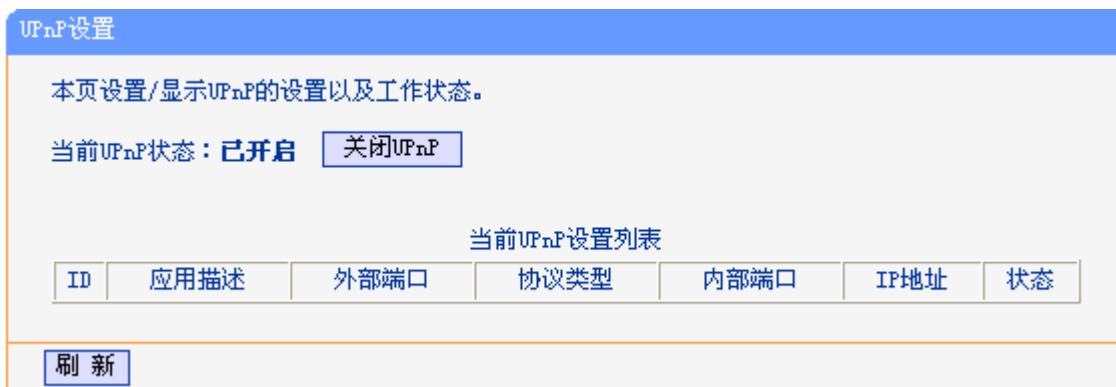 UPnP设置
本页设置/显示UPnP的设置以及工作状态。
当前UPnP状态：已开启 关闭UPnP
当前UPnP设置列表
ID 应用描述 外部端口 协议类型 内部端口 IP地址 状态
刷 新